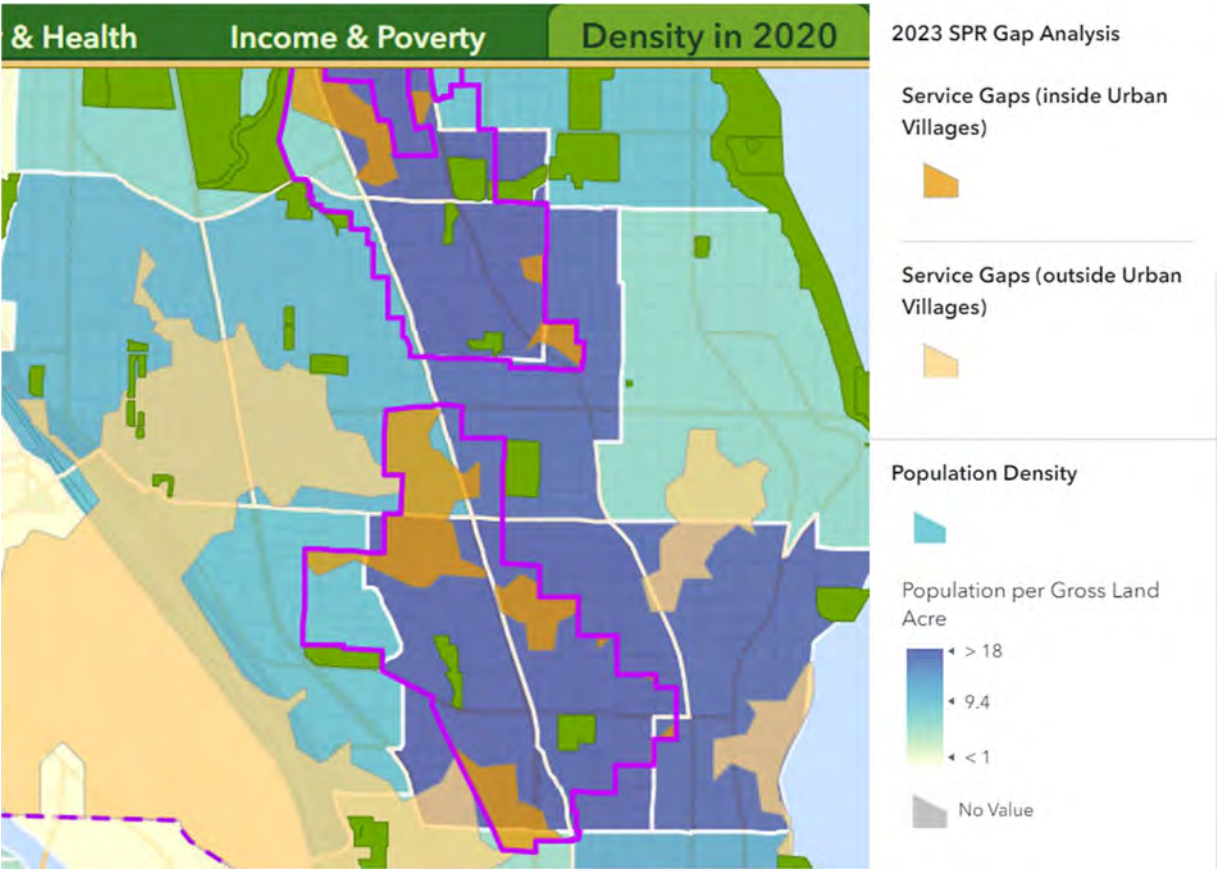 & Health
Income & Poverty
Density in 2020
2023 SPR Gap Analysis
Service Gaps (inside Urban
Villages)
Service Gaps (outside Urban
Villages)
Population Density
Population per Gross Land
Acre
> 18
9.4
< 1
No Value